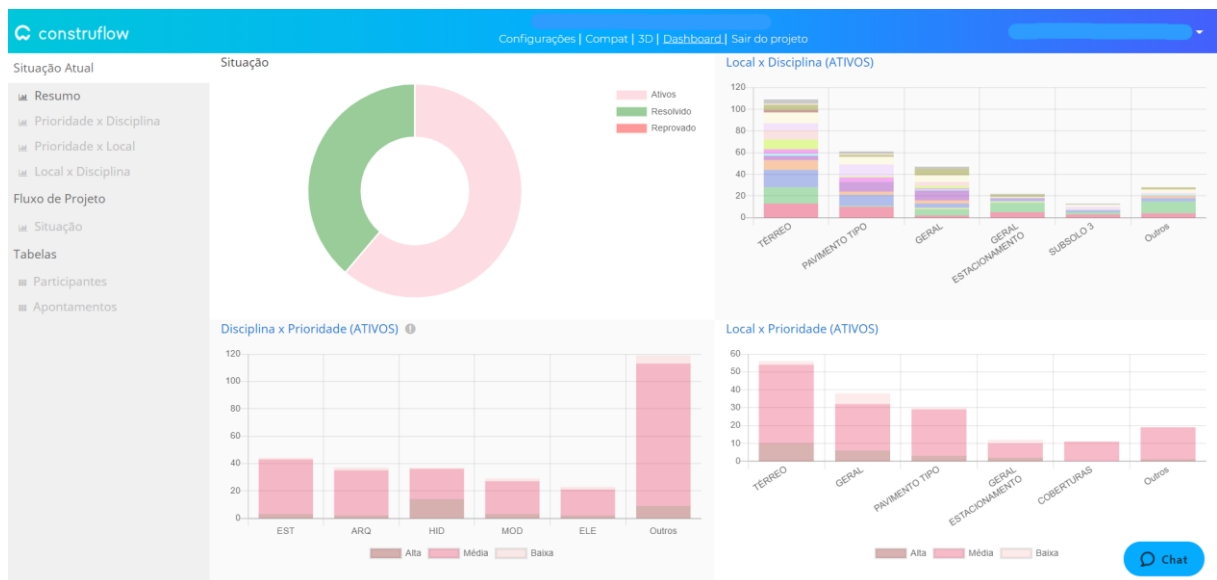 construflow
Configurações | Compat | 3D | Dashboard | Sair do projeto
Situação Atual
Resumo
Prioridade x Disciplina
Prioridade x Local
Local x Disciplina
Fluxo de Projeto
Situação
Tabelas
Participantes
Apontamentos
Situação
Ativos
Resolvido
Reprovado
Local x Disciplina (ATIVOS)
120
100
80
60
40
20
0
TÉRREO
PAVIMENTO TIPO
GERAL
GERAL
ESTACIONAMENTO
SUBSOLO 3
Outros
Disciplina x Prioridade (ATIVOS)
120
100
80
60
40
20
0
EST ARQ HID MOD ELE Outros
Alta Média Baixa
Local x Prioridade (ATIVOS)
60
50
40
30
20
10
0
TÉRREO
GERAL
PAVIMENTO TIPO
GERAL
ESTACIONAMENTO
COBERTURAS
Outros
Alta Média Baixa
Chat